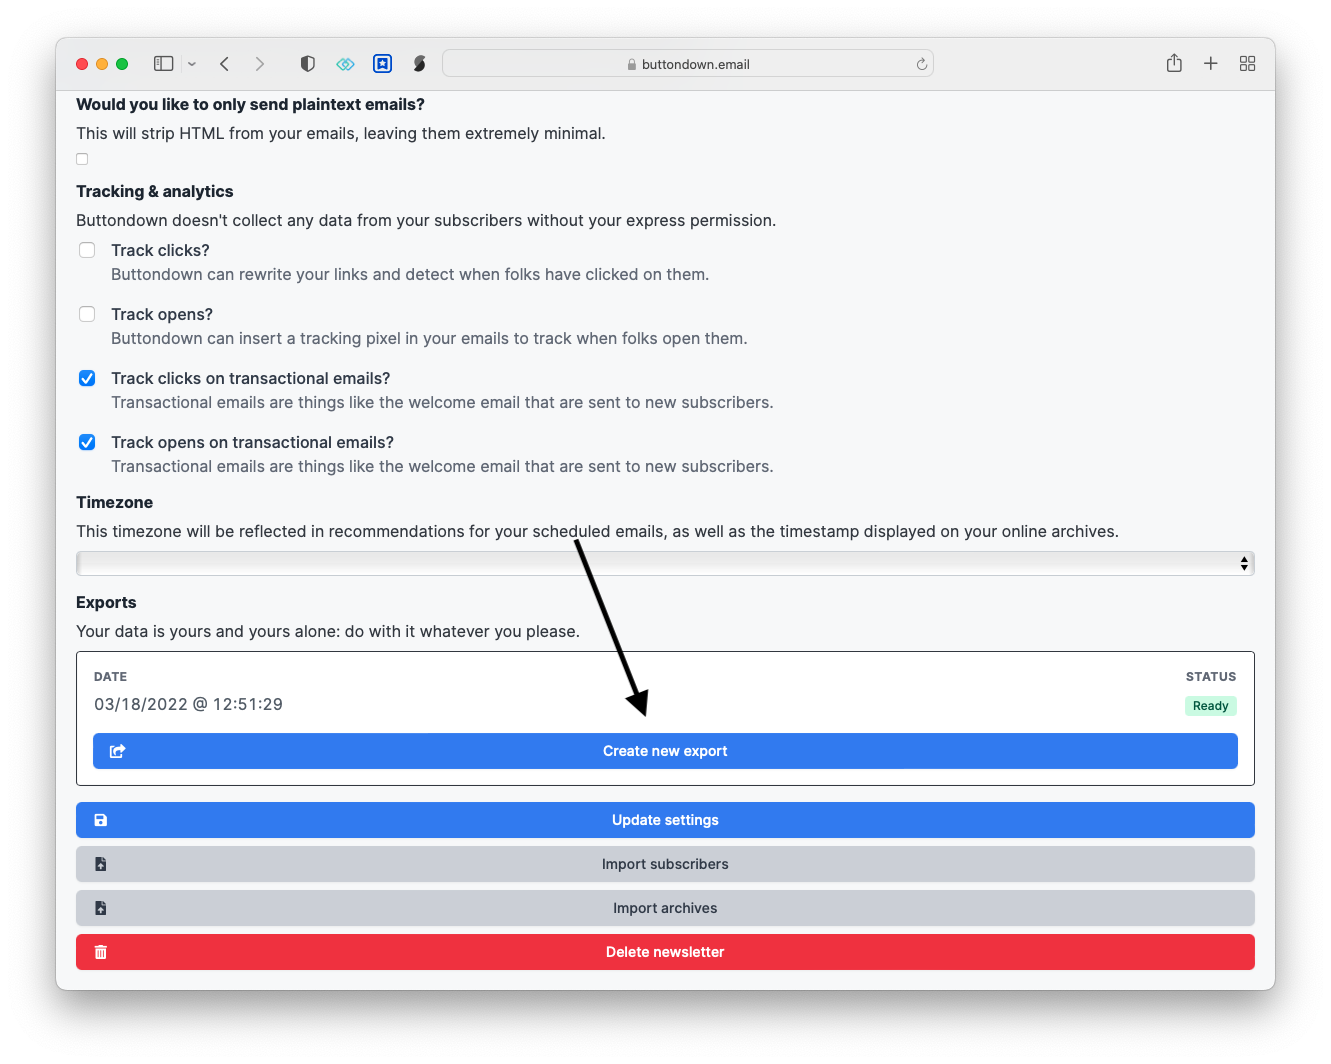 buttondown.email
Would you like to only send plaintext emails?
This will strip HTML from your emails, leaving them extremely minimal.
Tracking & analytics
Buttondown doesn't collect any data from your subscribers without your express permission.
Track clicks?
Buttondown can rewrite your links and detect when folks have clicked on them.
Track opens?
Buttondown can insert a tracking pixel in your emails to track when folks open them.
Track clicks on transactional emails?
Transactional emails are things like the welcome email that are sent to new subscribers.
Track opens on transactional emails?
Transactional emails are things like the welcome email that are sent to new subscribers.
Timezone
This timezone will be reflected in recommendations for your scheduled emails, as well as the timestamp displayed on your online archives.
Exports
Your data is yours and yours alone: do with it whatever you please.
DATE STATUS
03/18/2022 @ 12:51:29 Ready
Create new export
Update settings
Import subscribers
Import archives
Delete newsletter